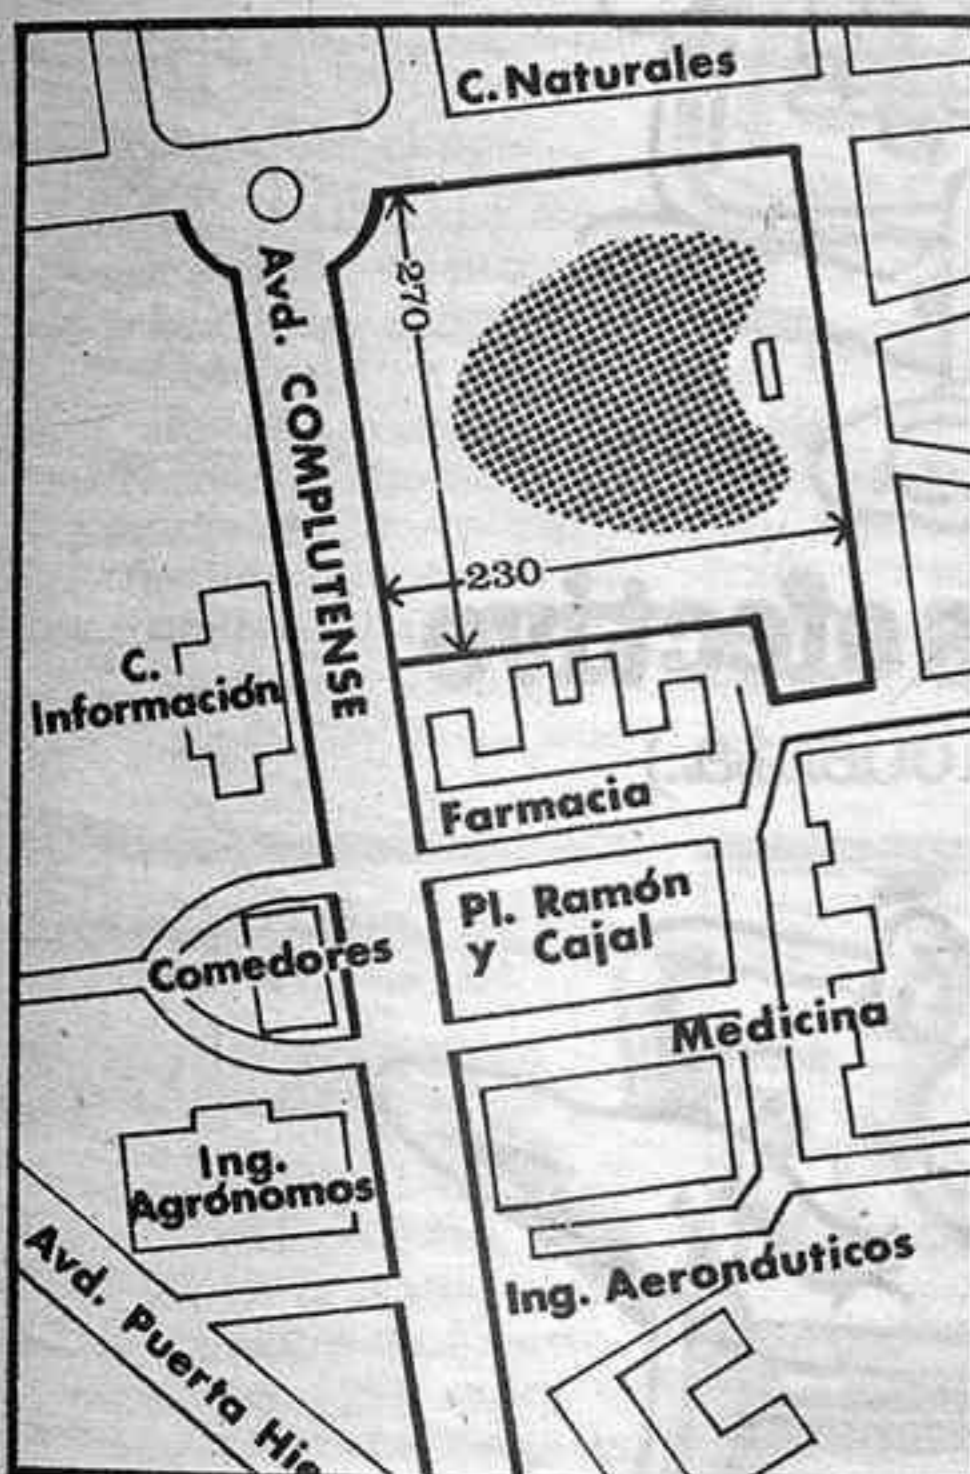 C. Naturales
Avd. COMPLUTENSE
270
230
C.
Información
Farmacia
Pl. Ramón
y Cajal
Comedores
Medicina
Ing.
Agrónomos
Ing. Aeronáuticos
Avd. Puerta Hie